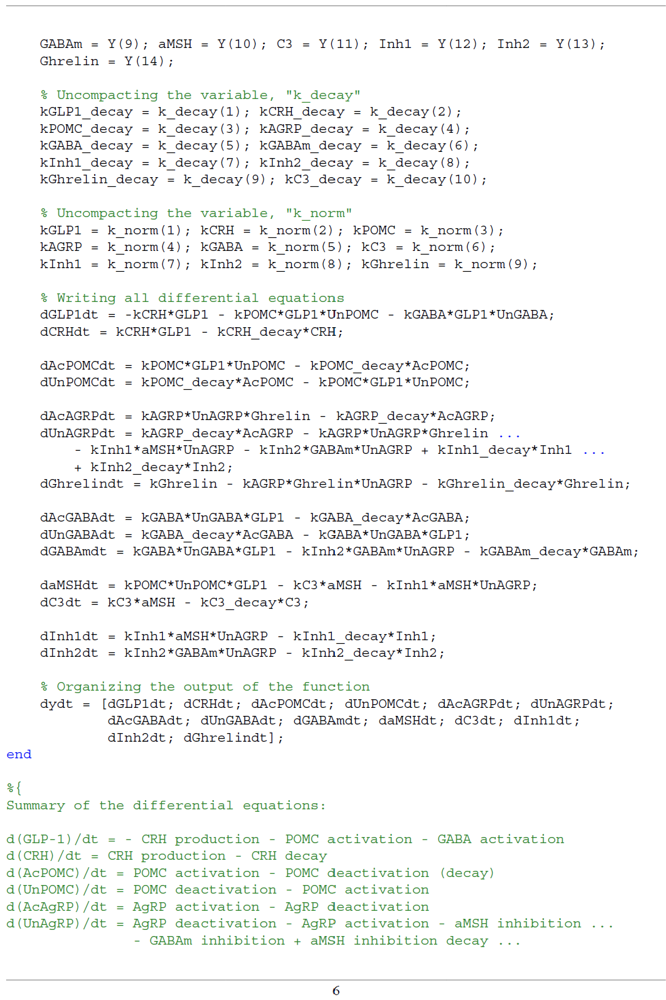 GABAm = Y(9); aMSH = Y(10); C3 = Y(11); Inh1 = Y(12); Inh2 = Y(13);
Ghrelin = Y(14);
% Uncompacting the variable, "k_decay"
kGLP1_decay = k_decay(1); kCRH_decay = k_decay(2);
kPOMC_decay = k_decay(3); kAGRP_decay = k_decay(4);
kGABA_decay = k_decay(5); kGABAm_decay = k_decay(6);
kInh1_decay = k_decay(7); kInh2_decay = k_decay(8);
kGhrelin_decay = k_decay(9); kC3_decay = k_decay(10);
% Uncompacting the variable, "k_norm"
kGLP1 = k_norm(1); kCRH = k_norm(2); kPOMC = k_norm(3);
kAGRP = k_norm(4); kGABA = k_norm(5); kC3 = k_norm(6);
kInh1 = k_norm(7); kInh2 = k_norm(8); kGhrelin = k_norm(9);
% Writing all differential equations
dGLP1dt = -kCRH*GLP1 - kPOMC*GLP1*UnPOMC - kGABA*GLP1*UnGABA;
dCRHdt = kCRH*GLP1 - kCRH_decay*CRH;
dAcPOMCdt = kPOMC*GLP1*UnPOMC - kPOMC_decay*AcPOMC;
dUnPOMCdt = kPOMC_decay*AcPOMC - kPOMC*GLP1*UnPOMC;
dAcAGRPdt = kAGRP*UnAGRP*Ghrelin - kAGRP_decay*AcAGRP;
dUnAGRPdt = kAGRP_decay*AcAGRP - kAGRP*UnAGRP*Ghrelin ...
- kInh1*aMSH*UnAGRP - kInh2*GABAm*UnAGRP + kInh1_decay*Inh1 ...
+ kInh2_decay*Inh2;
dGhrelindt = kGhrelin - kAGRP*Ghrelin*UnAGRP - kGhrelin_decay*Ghrelin;
dAcGABAdt = kGABA*UnGABA*GLP1 - kGABA_decay*AcGABA;
dUnGABAdt = kGABA_decay*AcGABA - kGABA*UnGABA*GLP1;
dGABAmdt = kGABA*UnGABA*GLP1 - kInh2*GABAm*UnAGRP - kGABAm_decay*GABAm;
daMSHdt = kPOMC*UnPOMC*GLP1 - kC3*aMSH - kInh1*aMSH*UnAGRP;
dC3dt = kC3*aMSH - kC3_decay*C3;
dInh1dt = kInh1*aMSH*UnAGRP - kInh1_decay*Inh1;
dInh2dt = kInh2*GABAm*UnAGRP - kInh2_decay*Inh2;
% Organizing the output of the function
dydt = [dGLP1dt; dCRHdt; dAcPOMCdt; dUnPOMCdt; dAcAGRPdt; dUnAGRPdt;
dAcGABAdt; dUnGABAdt; dGABAmdt; daMSHdt; dC3dt; dInh1dt;
dInh2dt; dGhrelindt];
end
%{
Summary of the differential equations:
d(GLP-1)/dt = - CRH production - POMC activation - GABA activation
d(CRH)/dt = CRH production - CRH decay
d(AcPOMC)/dt = POMC activation - POMC deactivation (decay)
d(UnPOMC)/dt = POMC deactivation - POMC activation
d(AcAgRP)/dt = AgRP activation - AgRP deactivation
d(UnAgRP)/dt = AgRP deactivation - AgRP activation - aMSH inhibition ...
- GABAm inhibition + aMSH inhibition decay ...
6